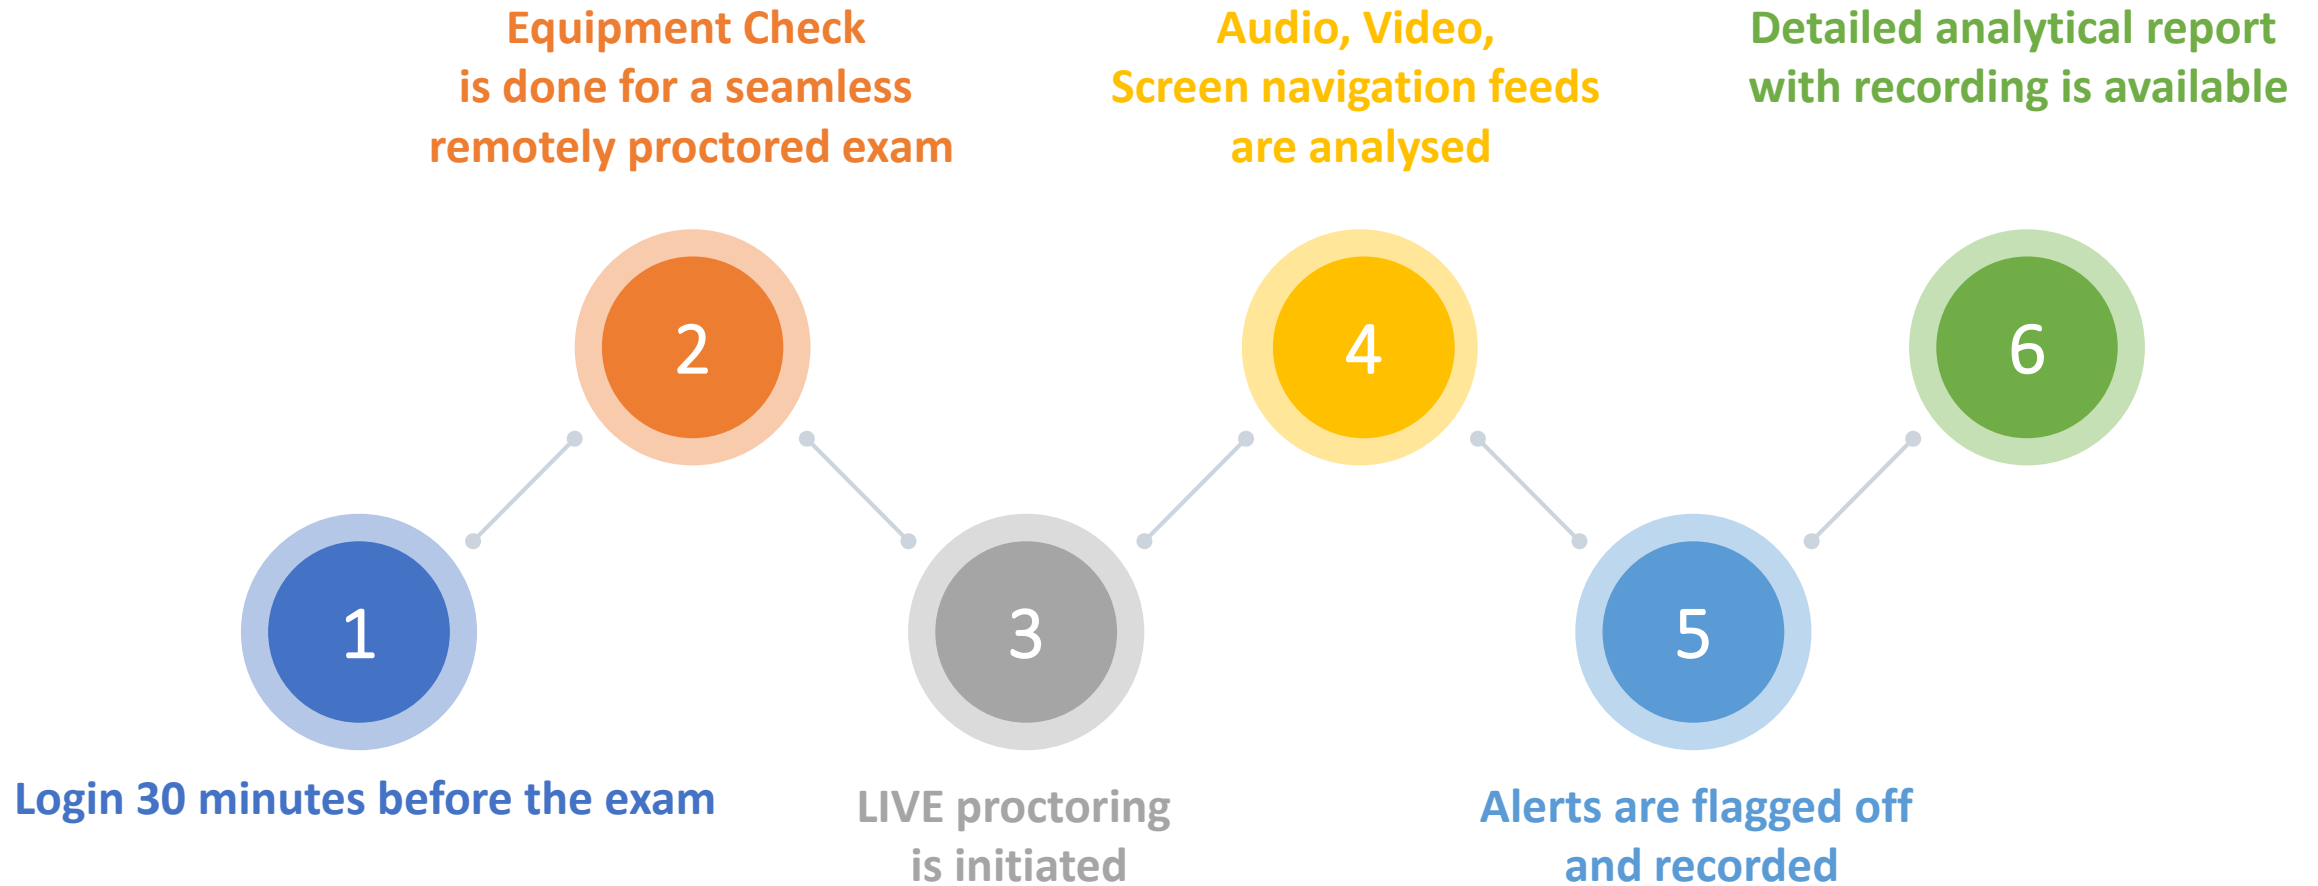 Equipment Check
is done for a seamless
remotely proctored exam
Audio, Video,
Screen navigation feeds
are analysed
Detailed analytical report
with recording is available
2
4
6
1
3
5
Login 30 minutes before the exam
LIVE proctoring
is initiated
Alerts are flagged off
and recorded